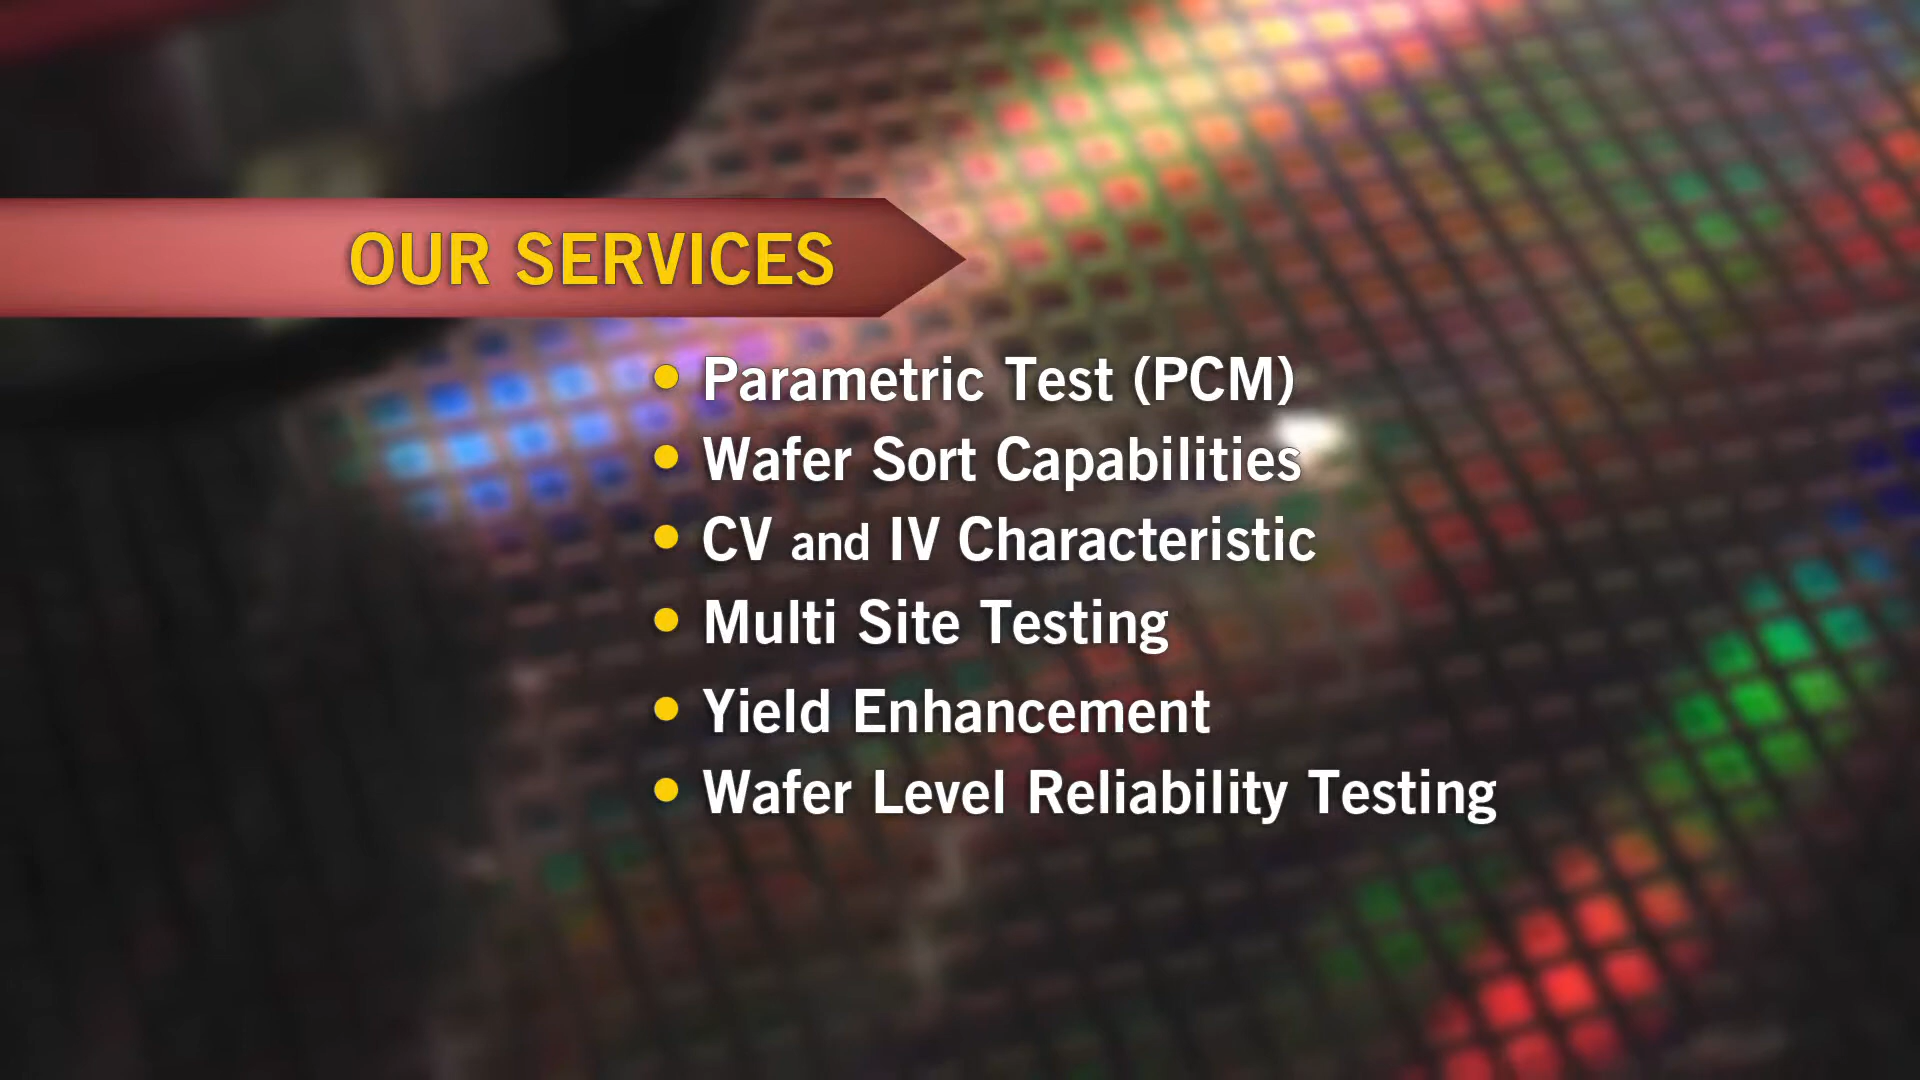 OUR SERVICES
• Parametric Test (PCM)
• Wafer Sort Capabilities
• CV and IV Characteristic
• Multi Site Testing
• Yield Enhancement
• Wafer Level Reliability Testing